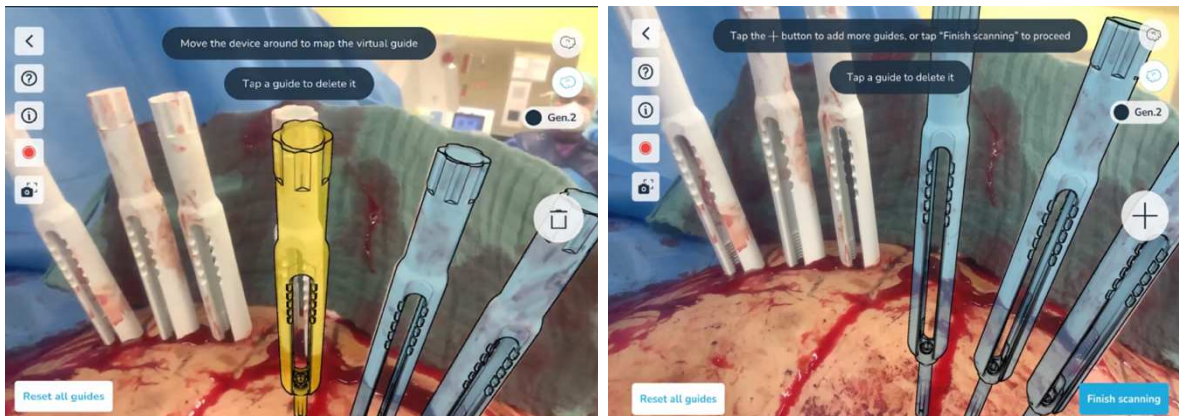 Move the device around to map the virtual guide
Tap a guide to delete it
Gen.2
Reset all guides
Tap the + button to add more guides, or tap "Finish scanning" to proceed
Tap a guide to delete it
Gen.2
Reset all guides
Finish scanning